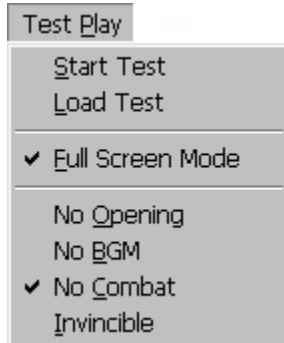 Test Play
Start Test
Load Test
Full Screen Mode
No Opening
No BGM
No Combat
Invincible